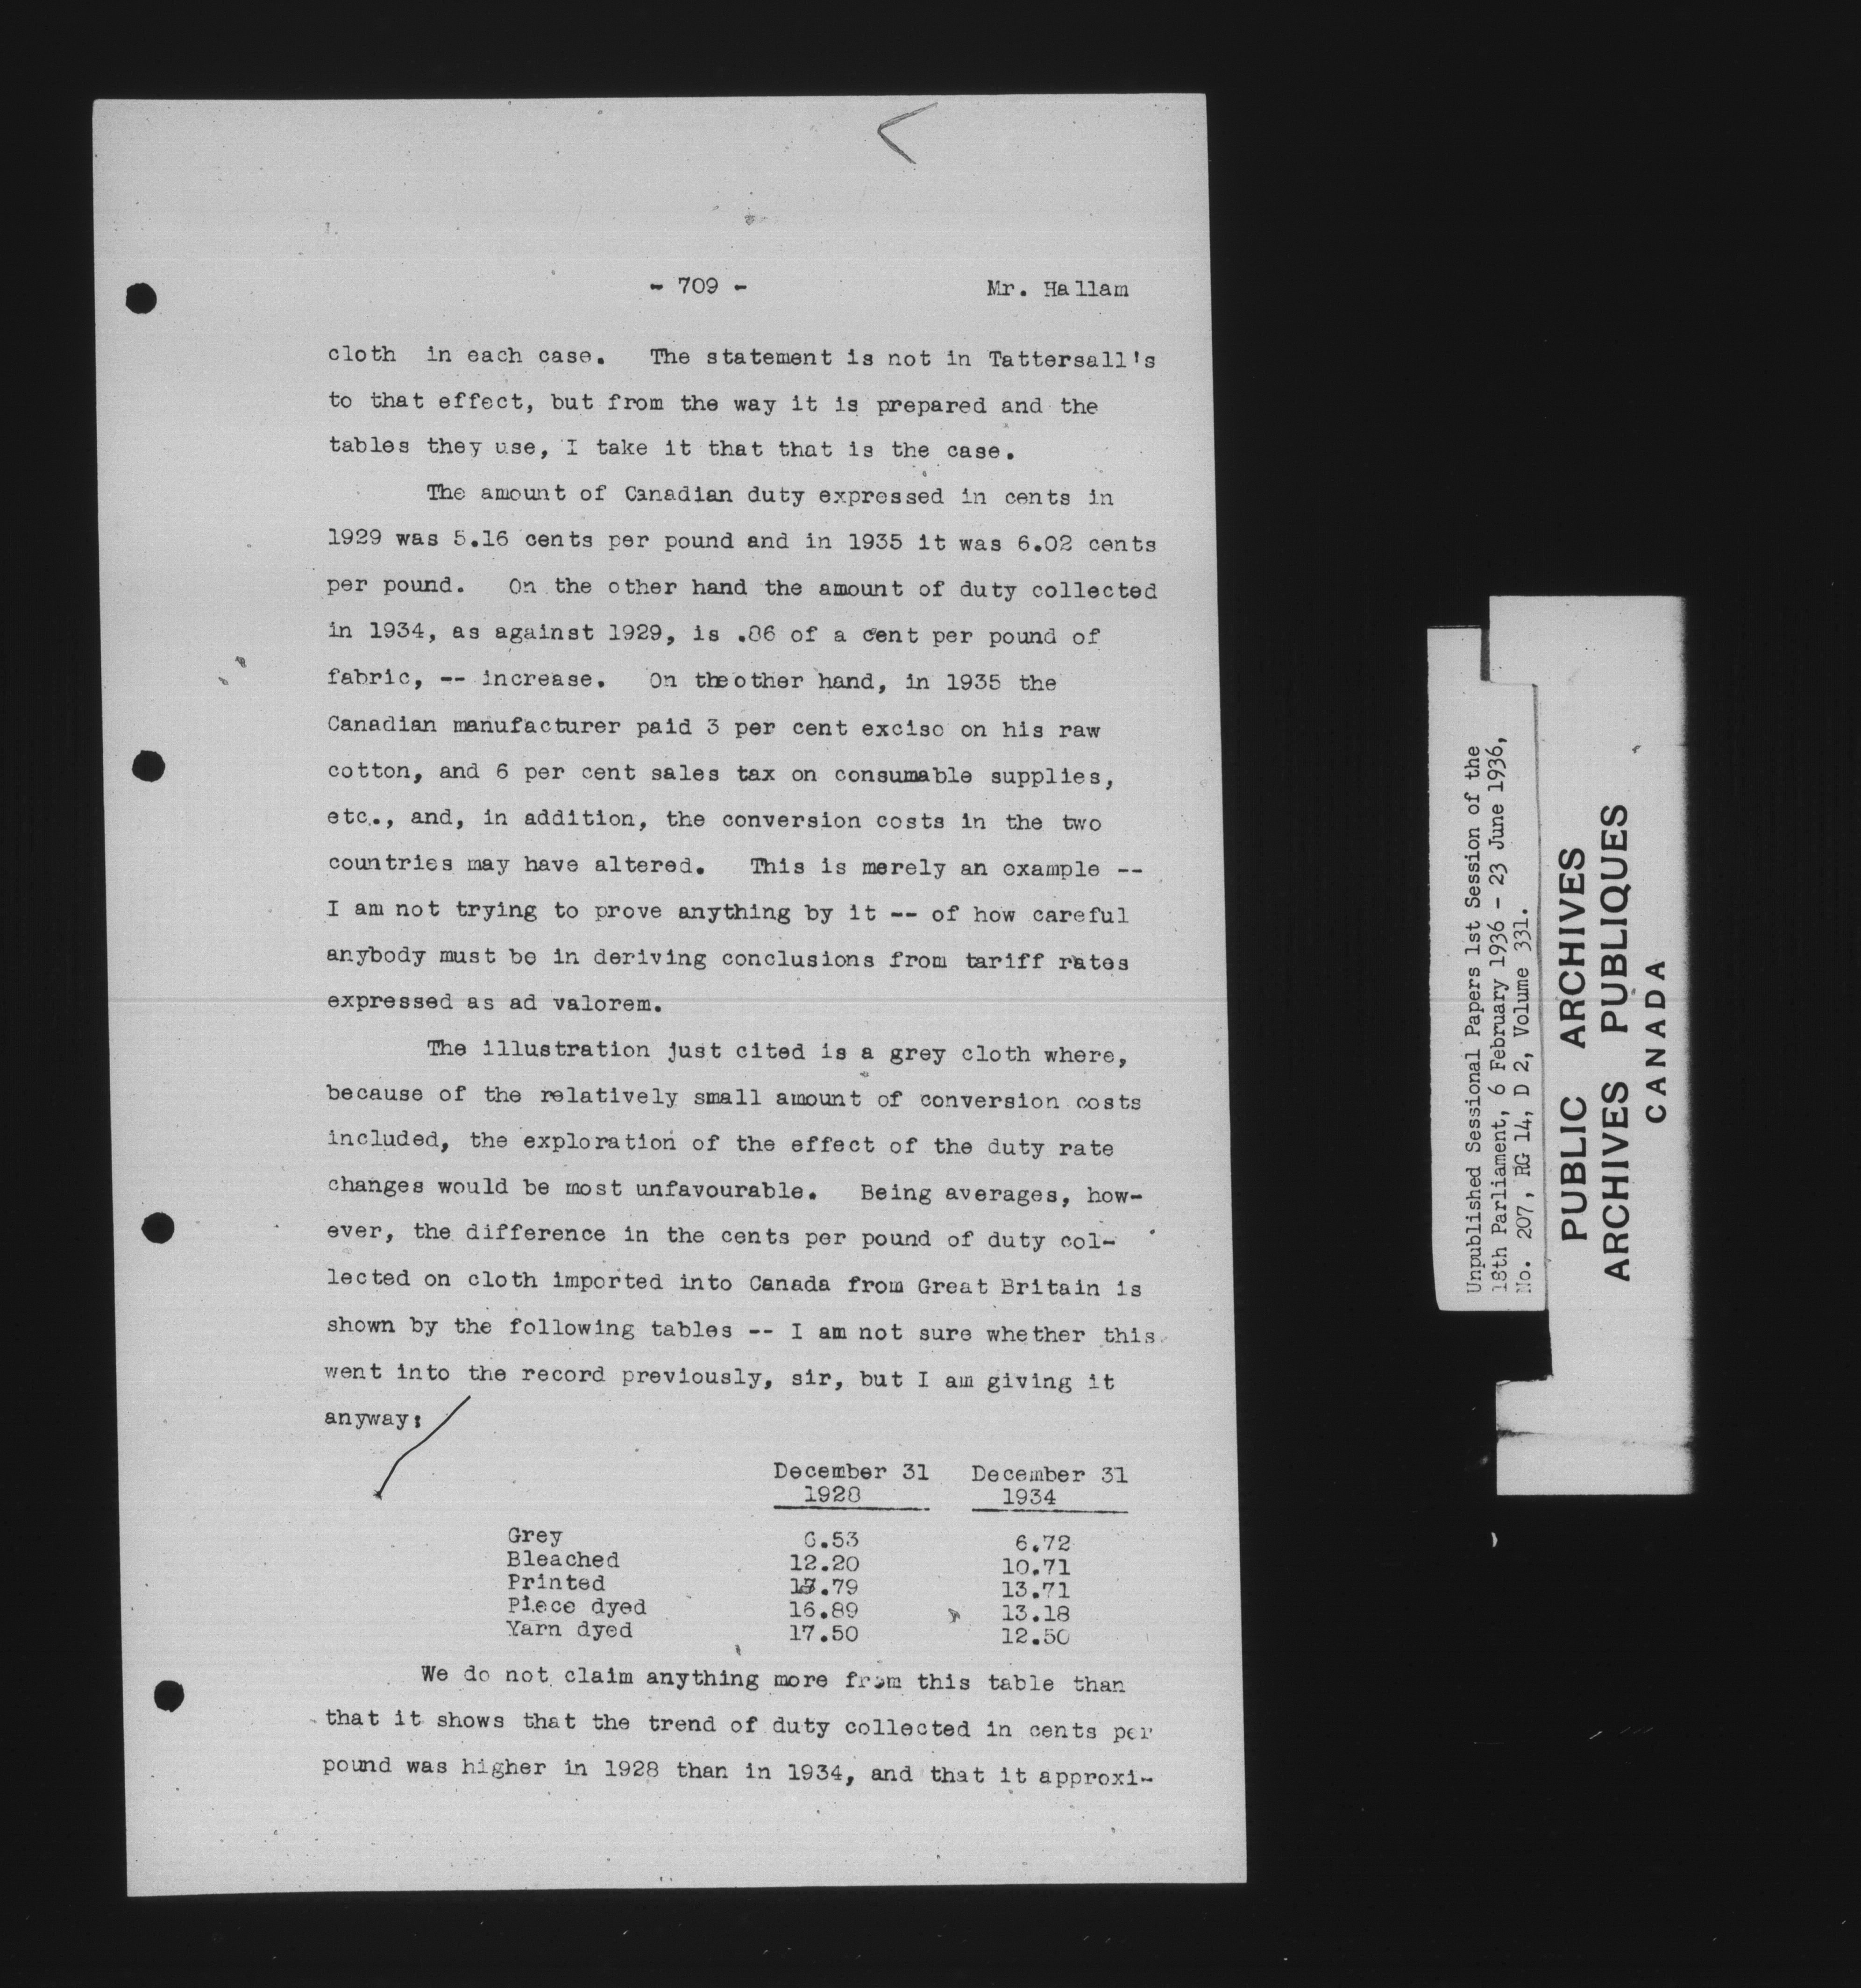 - 709 - Mr. Hallam
cloth in each case. The statement is not in Tattersall's
to that effect, but from the way it is prepared and the
tables they use, I take it that that is the case.
The amount of Canadian duty expressed in cents in
1929 was 5.16 cents per pound and in 1935 it was 6.02 cents
per pound. On the other hand the amount of duty collected
in 1934, as against 1929, is .86 of a cent per pound of
fabric, -- increase. On the other hand, in 1935 the
Canadian manufacturer paid 3 per cent excise on his raw
cotton, and 6 per cent sales tax on consumable supplies,
etc., and, in addition, the conversion costs in the two
countries may have altered. This is merely an example --
I am not trying to prove anything by it -- of how careful
anybody must be in deriving conclusions from tariff rates
expressed as ad valorem.
The illustration just cited is a grey cloth where,
because of the relatively small amount of conversion costs
included, the exploration of the effect of the duty rate
changes would be most unfavourable. Being averages, how-
ever, the difference in the cents per pound of duty col-
lected on cloth imported into Canada from Great Britain is
shown by the following tables -- I am not sure whether this
went into the record previously, sir, but I am giving it
anyway:
December 31 December 31
1928 1934
Grey 6.53 6.72
Bleached 12.20 10.71
Printed 13.71
Piece dyed 16.89 13.18
Yarn dyed 17.50 12.50
We do not claim anything more from this table than
that it shows that the trend of duty collected in cents per
pound was higher in 1928 than in 1934, and that it approxi-
Unpublished Sessional Papers 1st Session of the
18th Parliament, 6 February 1936 - 23 June 1936,
No. 207, RG 14, D 2, Volume 331.
PUBLIC ARCHIVES
ARCHIVES PUBLIQUES
CANADA